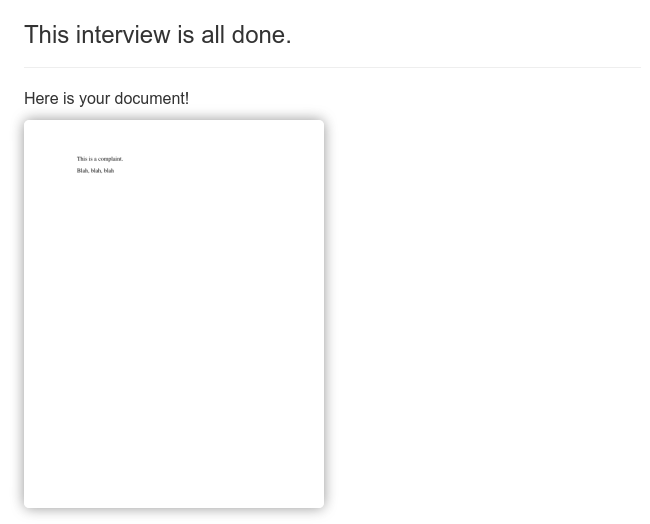 This interview is all done.
Here is your document!
This is a complaint.
Blah, blah, blah